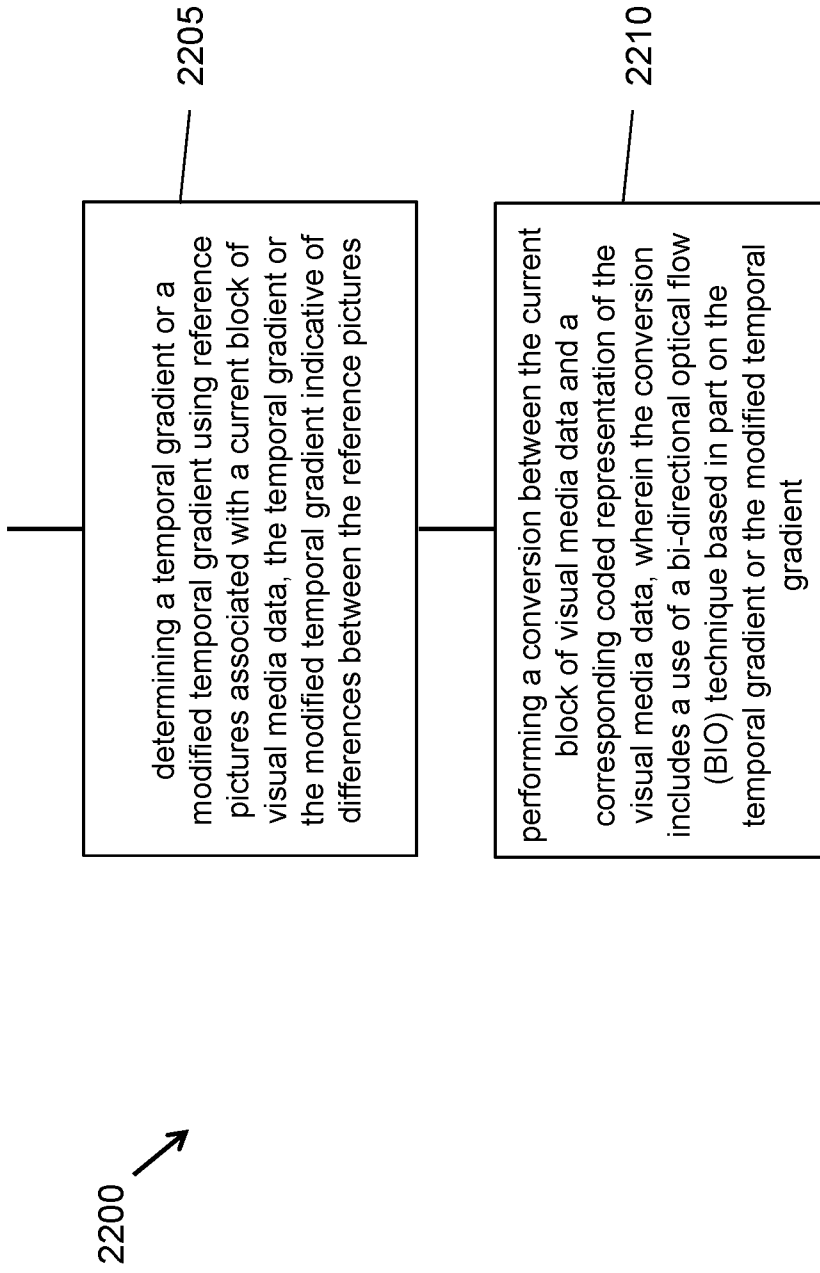 2200
determining a temporal gradient or a
modified temporal gradient using reference
pictures associated with a current block of
visual media data, the temporal gradient or
the modified temporal gradient indicative of
differences between the reference pictures
2205
performing a conversion between the current
block of visual media data and a
corresponding coded representation of the
visual media data, wherein the conversion
includes a use of a bi-directional optical flow
(BIO) technique based in part on the
temporal gradient or the modified temporal
gradient
2210